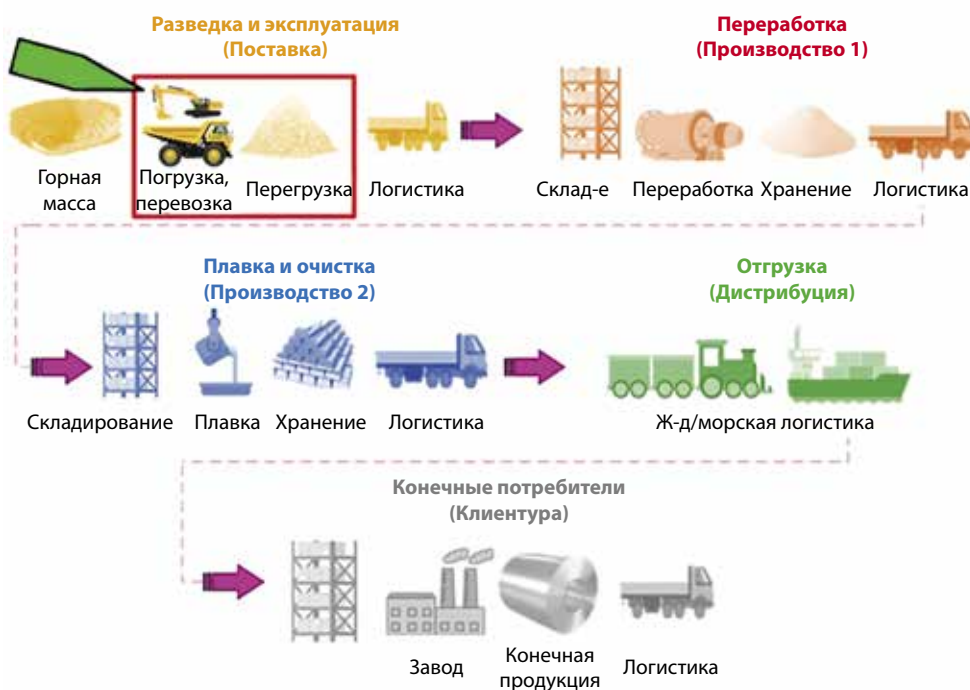 Разведка и эксплуатация
(Поставка)
Переработка
(Производство 1)
Горная
масса
Погрузка,
перевозка
Перегрузка
Логистика
Склад-е
Переработка
Хранение
Логистика
Плавка и очистка
(Производство 2)
Отгрузка
(Дистрибуция)
Складирование
Плавка
Хранение
Логистика
Ж-д/морская логистика
Конечные потребители
(Клиентура)
Завод
Конечная
продукция
Логистика